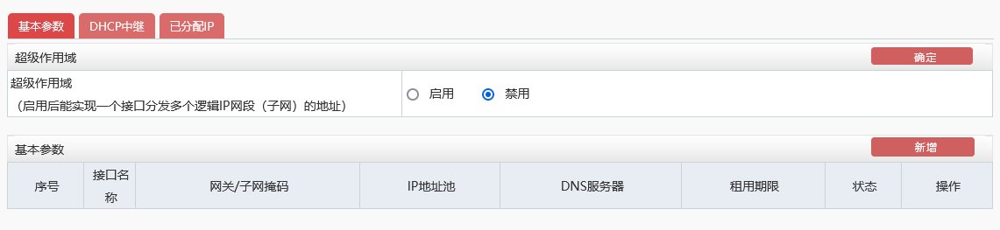 基本参数 DHCP中继 已分配IP
超级作用域 确定
超级作用域
（启用后能实现一个接口分发多个逻辑IP网段（子网）的地址）
启用 禁用
基本参数 新增
序号 接口名称 网关/子网掩码 IP地址池 DNS服务器 租用期限 状态 操作